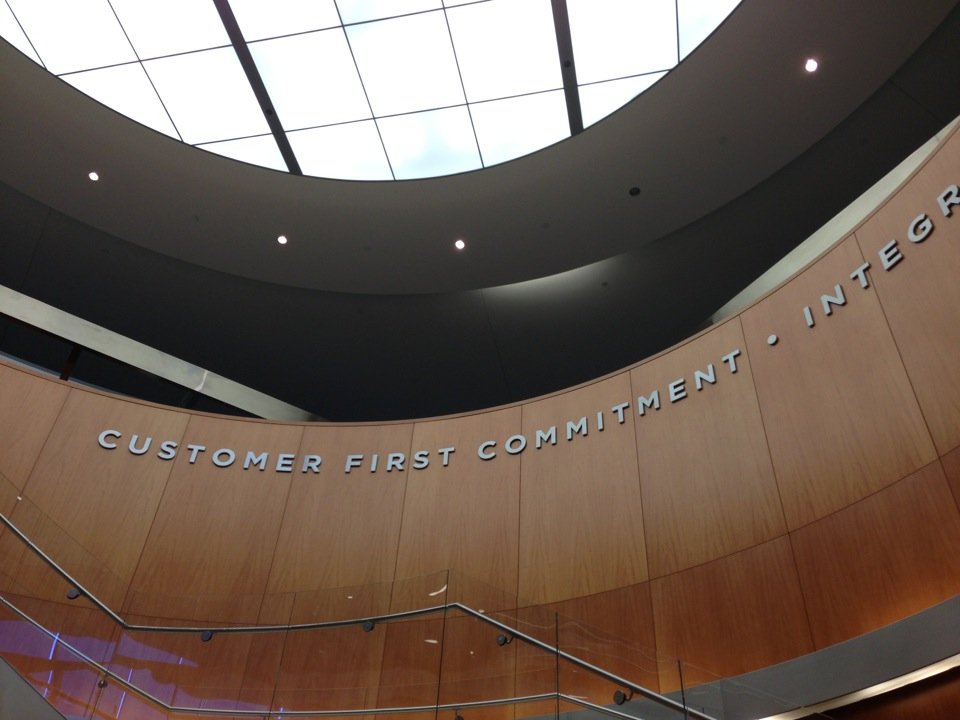 CUSTOMER FIRST COMMITMENT • INTEGR